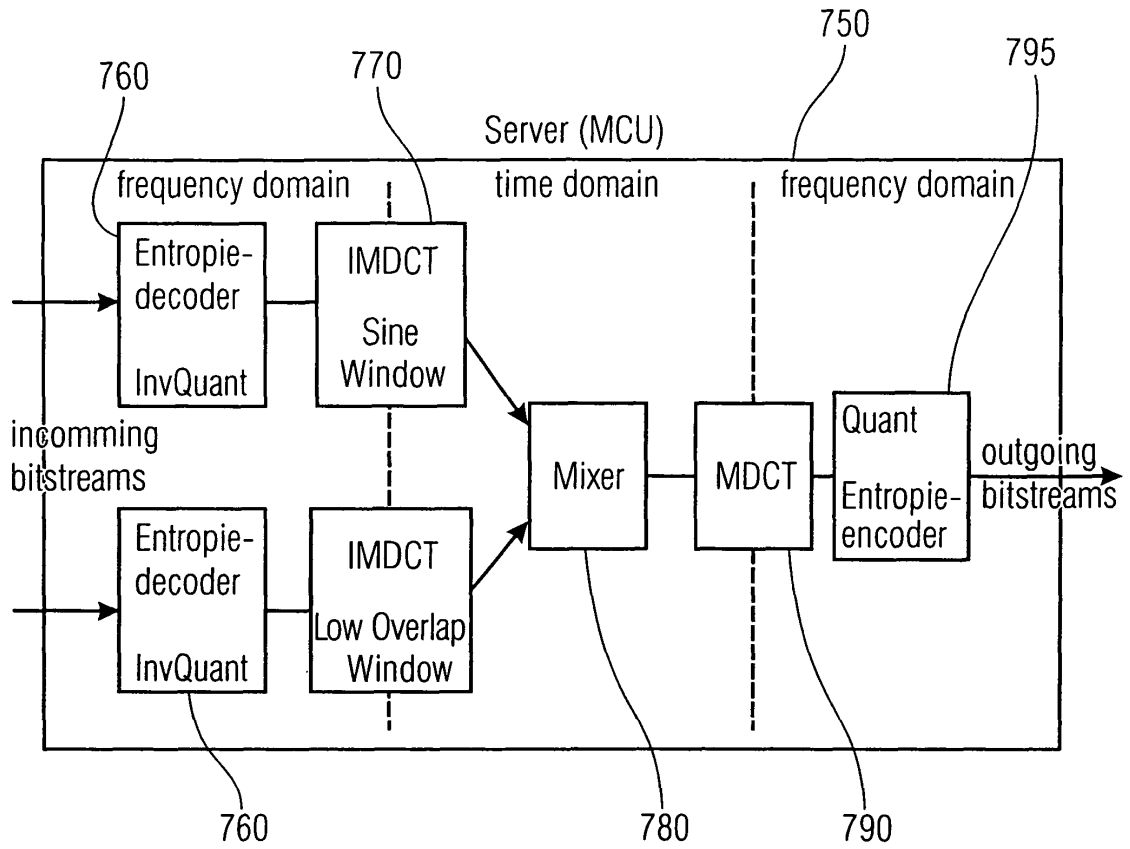 750
795
760
770
Server (MCU)
frequency domain
time domain
frequency domain
Entropie-
decoder
InvQuant
IMDCT
Sine
Window
incomming
bitstreams
Mixer
MDCT
Quant
Entropie-
encoder
outgoing
bitstreams
Entropie-
decoder
InvQuant
IMDCT
Low Overlap
Window
760
780
790